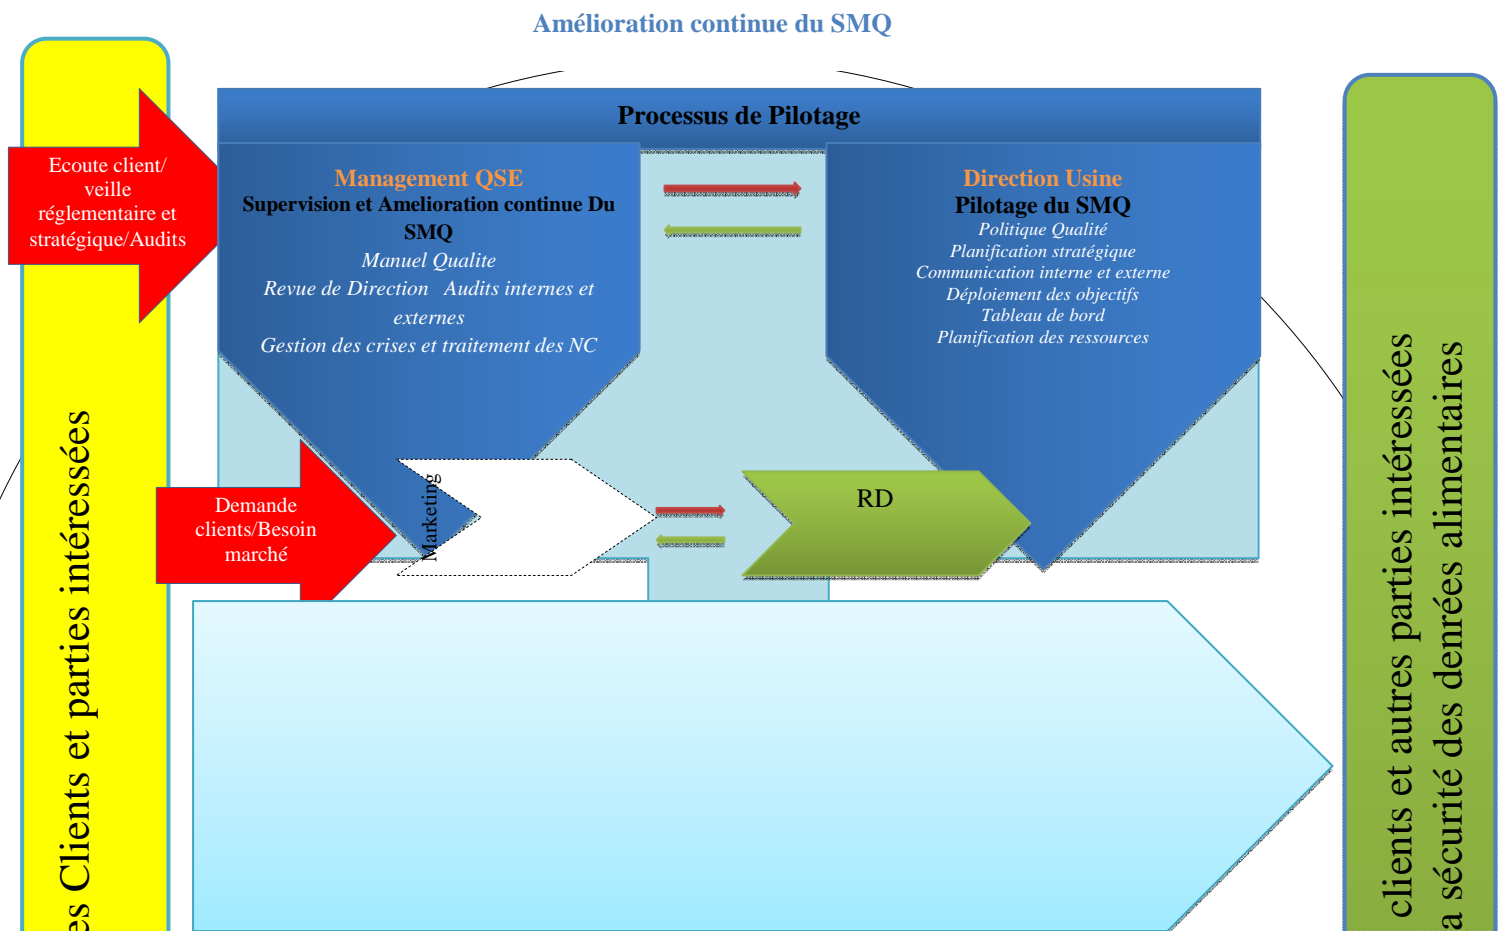 Amélioration continue du SMQ
Processus de Pilotage
Ecoute client/
veille
réglementaire et
stratégique/Audits
Management QSE
Supervision et Amelioration continue Du
SMQ
Manuel Qualite
Revue de Direction Audits internes et
externes
Gestion des crises et traitement des NC
Direction Usine
Pilotage du SMQ
Politique Qualité
Planification stratégique
Communication interne et externe
Déploiement des objectifs
Tableau de bord
Planification des ressources
Demande
clients/Besoin
marché
Marketing
RD
es Clients et parties intéressées
clients et autres parties intéressées
a sécurité des denrées alimentaires